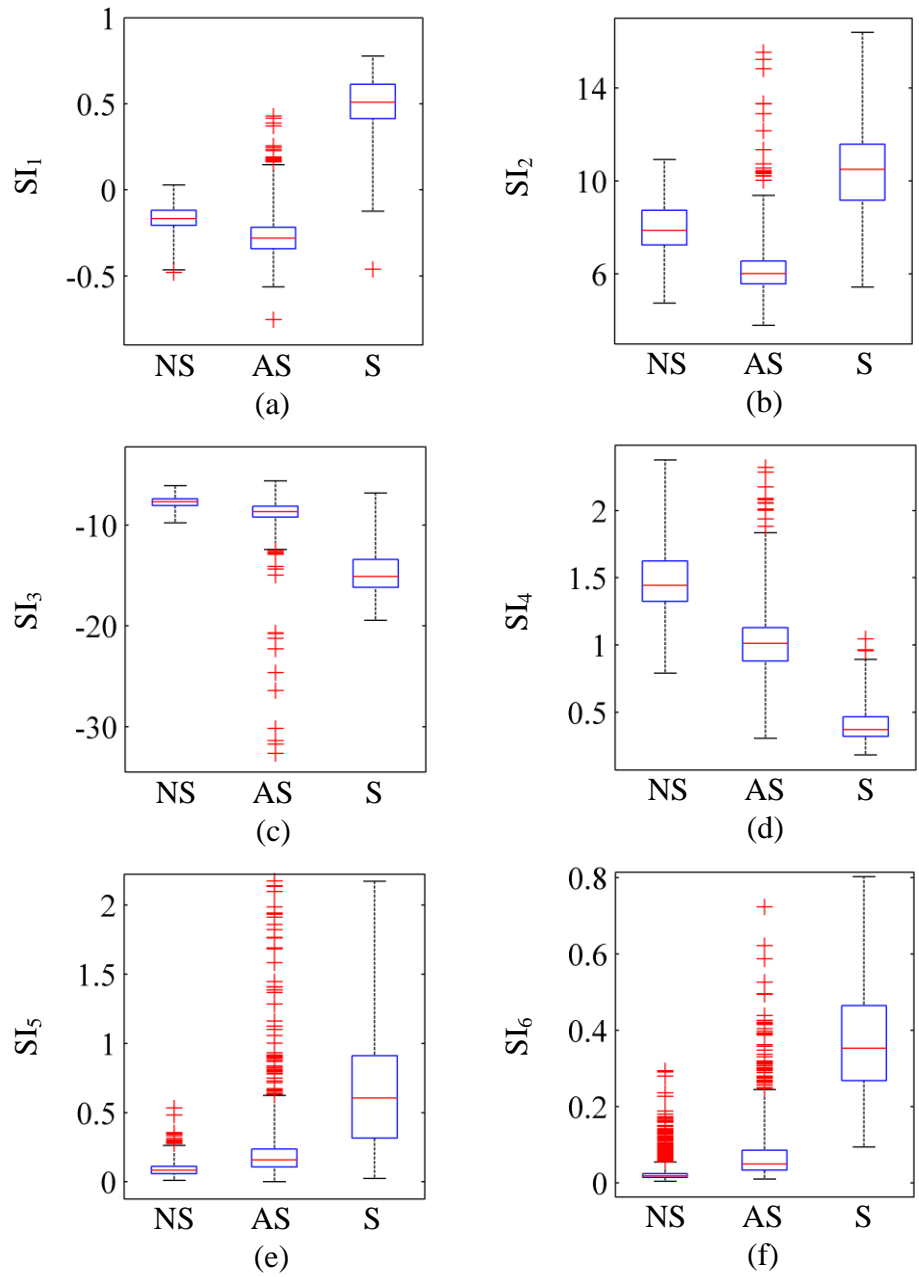 1
0.5
0
-0.5
SI1
NS AS S
(a)
14
10
6
SI2
NS AS S
(b)
-10
-20
-30
SI3
NS AS S
(c)
2
1.5
1
0.5
SI4
NS AS S
(d)
2
1.5
1
0.5
0
SI5
NS AS S
(e)
0.8
0.6
0.4
0.2
0
SI6
NS AS S
(f)